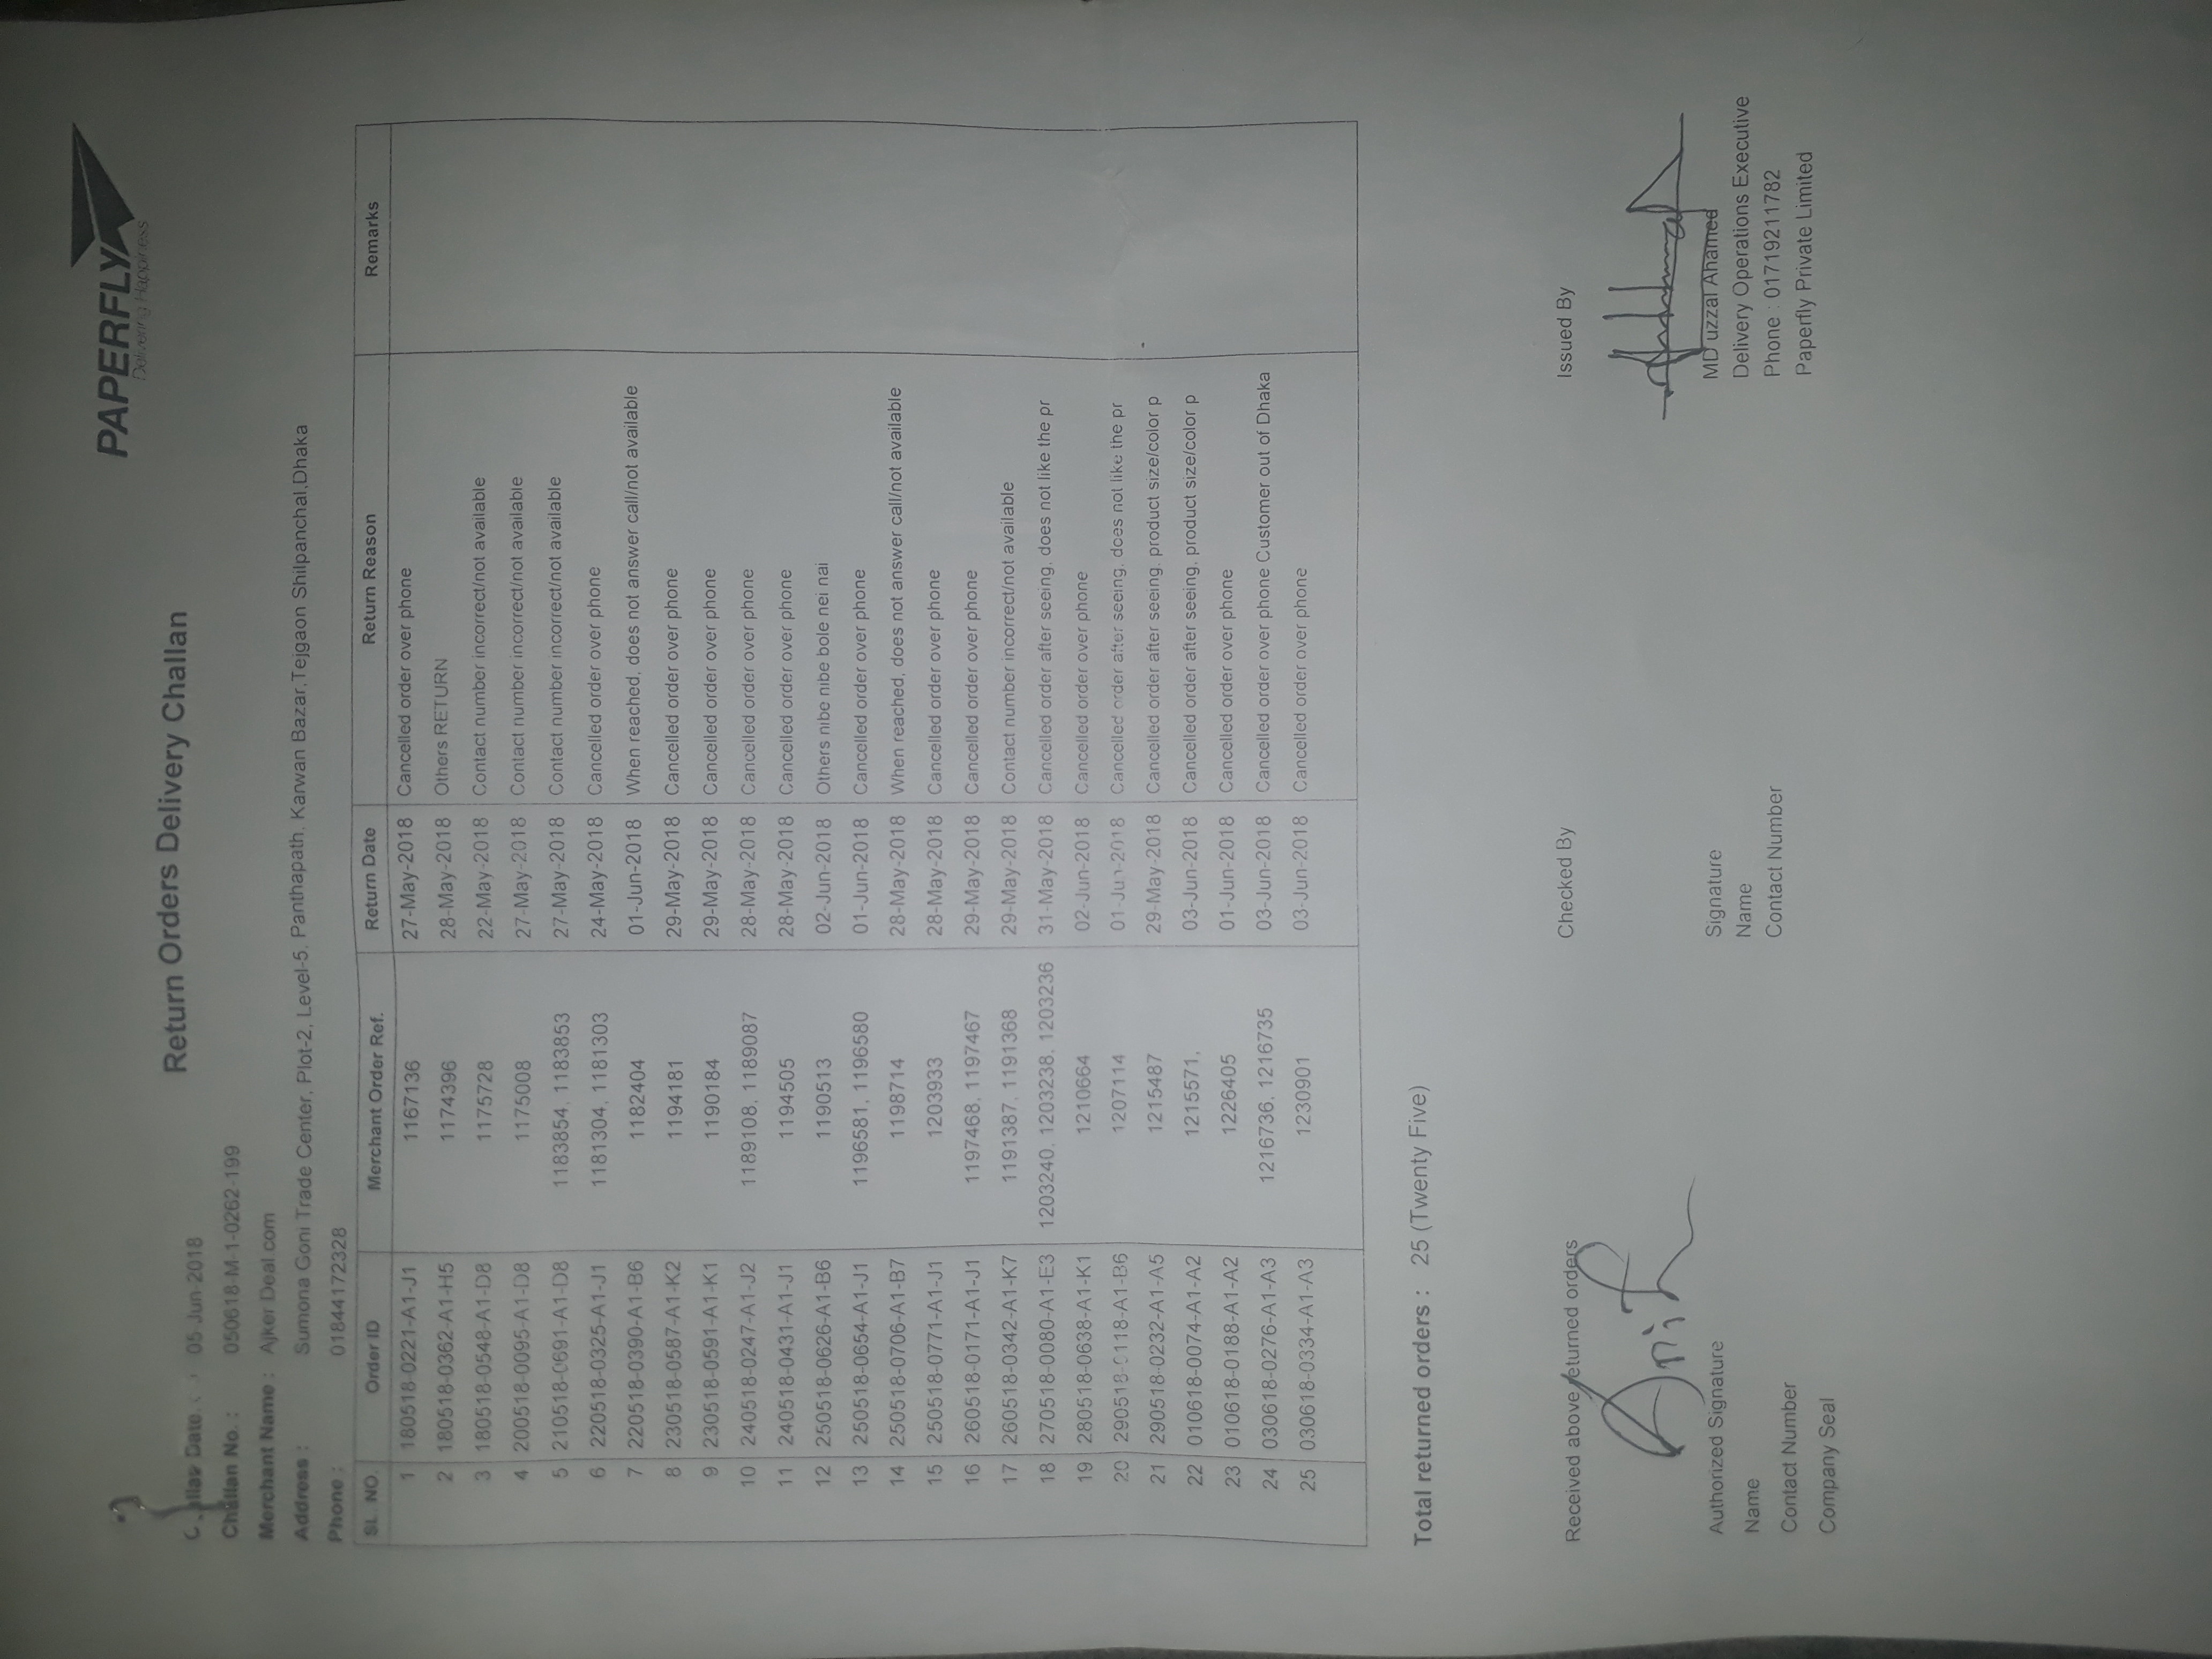 PAPERFLY
Delivering Happiness
Return Orders Delivery Challan
Challan Date. 05-Jun-2018
Challan No. : 050618-M-1-0262-199
Merchant Name : Ajker Deal.com
Address : Sumona Goni Trade Center, Plot-2, Level-5, Panthapath, Karwan Bazar,Tejgaon Shilpanchal,Dhaka
Phone : 01844172328
SL. NO. Order ID Merchant Order Ref. Return Date Return Reason Remarks
1 180518-0221-A1-J1 1167136 27-May-2018 Cancelled order over phone
2 180518-0362-A1-H5 1174396 28-May-2018 Others RETURN
3 180518-0548-A1-D8 1175728 22-May-2018 Contact number incorrect/not available
4 200518-0095-A1-D8 1175008 27-May-2018 Contact number incorrect/not available
5 210518-0691-A1-D8 1183854, 1183853 27-May-2018 Contact number incorrect/not available
6 220518-0325-A1-J1 1181304, 1181303 24-May-2018 Cancelled order over phone
7 220518-0390-A1-B6 1182404 01-Jun-2018 When reached, does not answer call/not available
8 230518-0587-A1-K2 1194181 29-May-2018 Cancelled order over phone
9 230518-0591-A1-K1 1190184 29-May-2018 Cancelled order over phone
10 240518-0247-A1-J2 1189108, 1189087 28-May-2018 Cancelled order over phone
11 240518-0431-A1-J1 1194505 28-May-2018 Cancelled order over phone
12 250518-0626-A1-B6 1190513 02-Jun-2018 Others nibe nibe bole nei nai
13 250518-0654-A1-J1 1196581, 1196580 01-Jun-2018 Cancelled order over phone
14 250518-0706-A1-B7 1198714 28-May-2018 When reached, does not answer call/not available
15 250518-0771-A1-J1 1203933 28-May-2018 Cancelled order over phone
16 260518-0171-A1-J1 1197468, 1197467 29-May-2018 Cancelled order over phone
17 260518-0342-A1-K7 1191387, 1191368 29-May-2018 Contact number incorrect/not available
18 270518-0080-A1-E3 1203240, 1203238, 1203236 31-May-2018 Cancelled order after seeing, does not like the pr
19 280518-0638-A1-K1 1210664 02-Jun-2018 Cancelled order over phone
20 290518-0118-A1-B6 1207114 01-Jun-2018 Cancelled order after seeing, does not like the pr
21 290518-0232-A1-A5 1215487 29-May-2018 Cancelled order after seeing, product size/color p
22 010618-0074-A1-A2 1215571, 03-Jun-2018 Cancelled order after seeing, product size/color p
23 010618-0188-A1-A2 1226405 01-Jun-2018 Cancelled order over phone
24 030618-0276-A1-A3 1216736, 1216735 03-Jun-2018 Cancelled order over phone Customer out of Dhaka
25 030618-0334-A1-A3 1230901 03-Jun-2018 Cancelled order over phone
Total returned orders : 25 (Twenty Five)
Received above returned orders Checked By Issued By
Authorized Signature Signature MD uzzal Ahamed
Name Name Delivery Operations Executive
Contact Number Contact Number Phone : 01719211782
Company Seal Paperfly Private Limited